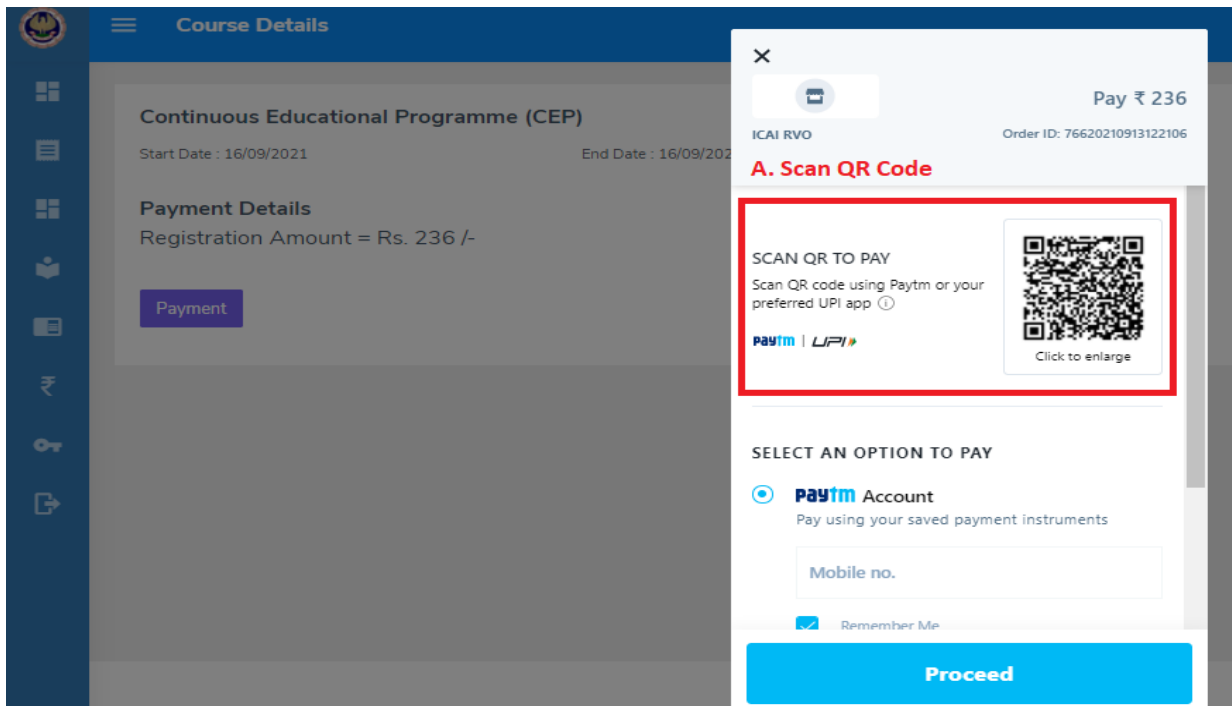 Course Details
Continuous Educational Programme (CEP)
Start Date : 16/09/2021
End Date : 16/09/202
Payment Details
Registration Amount = Rs. 236 /-
Payment
Pay ₹ 236
ICAI RVO
Order ID: 76620210913122106
A. Scan QR Code
SCAN QR TO PAY
Scan QR code using Paytm or your
preferred UPI app
Paytm | UPI
Click to enlarge
SELECT AN OPTION TO PAY
Paytm Account
Pay using your saved payment instruments
Mobile no.
Remember Me
Proceed